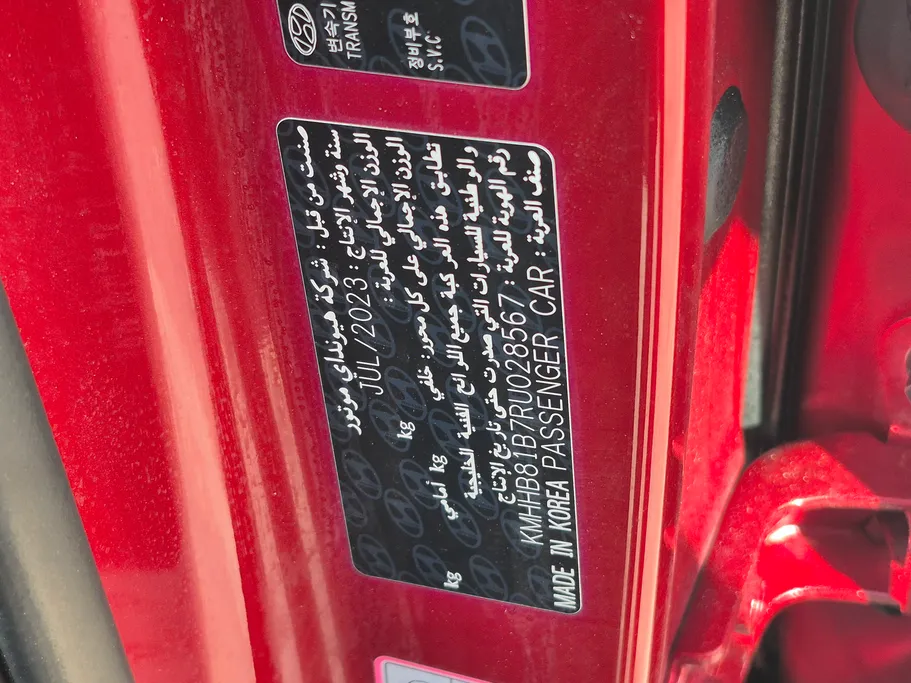 변속기
TRANSM
정비부호
S.V.C
صنعت من قبل : شركة هيونداي موتور
سنة وشهر الإنتاج : JUL/2023
الوزن الإجمالي للعربة : kg
الوزن الإجمالي على كل محور: خلفي kg أمامي kg
تطابق هذه المركبة جميع اللوائح الفنية الخليجية
و الوطنية للسيارات التي صدرت حتى تاريخ الإنتاج
رقم الهوية للعربة : KMHHB81B7RU028567
صنف العربة : PASSENGER CAR
MADE IN KOREA